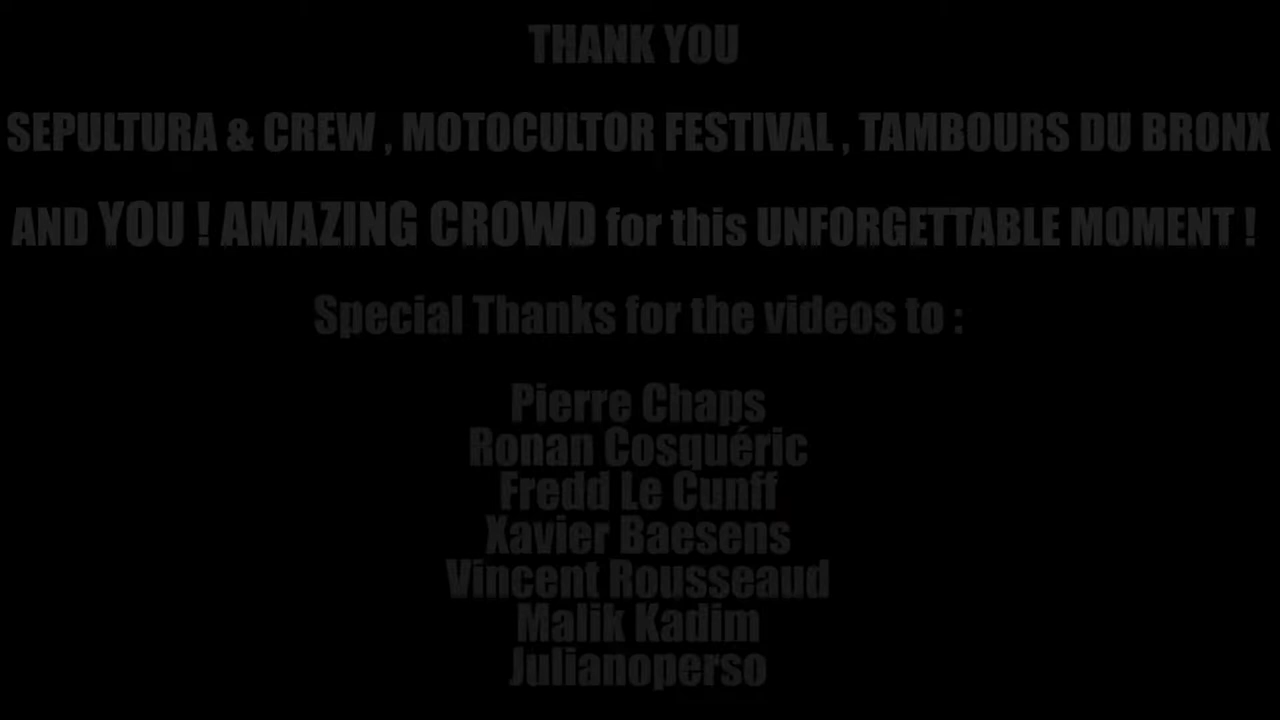 THANK YOU
SEPULTURA & CREW , MOTOCULTOR FESTIVAL , TAMBOURS DU BRONX
AND YOU ! AMAZING CROWD for this UNFORGETTABLE MOMENT !
Special Thanks for the videos to :
Pierre Chaps
Ronan Cosquéric
Fredd Le Cunff
Xavier Baesens
Vincent Rousseaud
Malik Kadim
Julianoperso